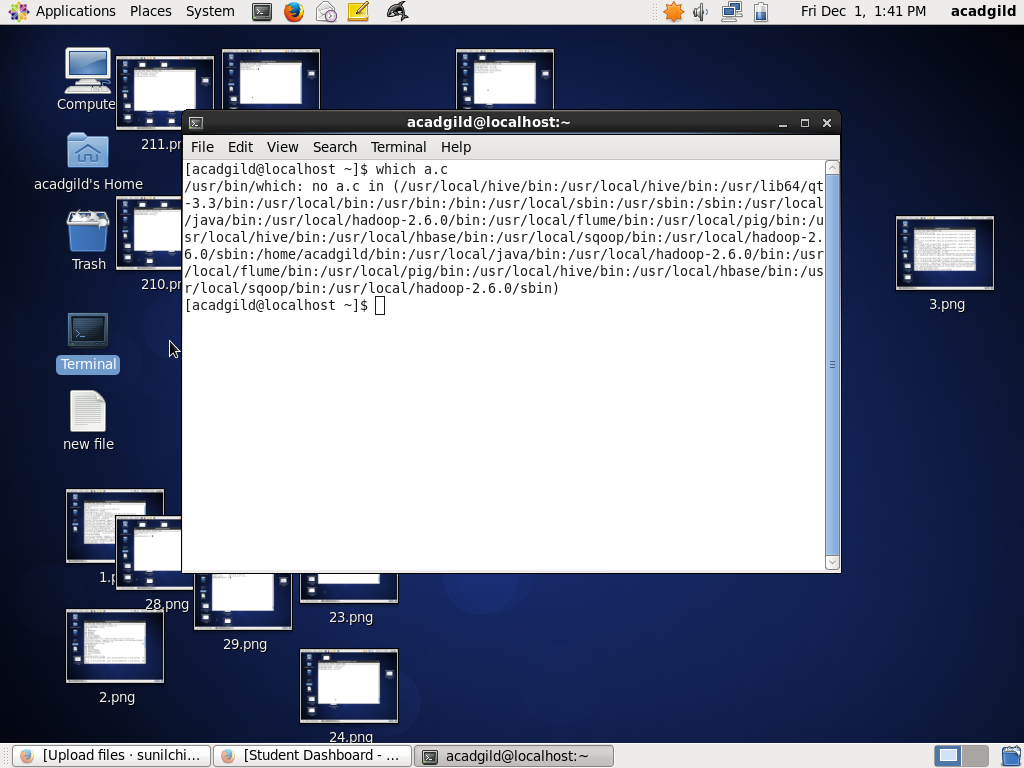 Applications Places System
Fri Dec 1, 1:41 PM acadgild
Compute
211.pr
acadgild's Home
Trash
210.pr
Terminal
new file
1.p
28.png
29.png
23.png
2.png
24.png
3.png
acadgild@localhost:~
File Edit View Search Terminal Help
[acadgild@localhost ~]$ which a.c
/usr/bin/which: no a.c in (/usr/local/hive/bin:/usr/local/hive/bin:/usr/lib64/qt
-3.3/bin:/usr/local/bin:/usr/bin:/bin:/usr/local/sbin:/usr/sbin:/sbin:/usr/local
/java/bin:/usr/local/hadoop-2.6.0/bin:/usr/local/flume/bin:/usr/local/pig/bin:/u
sr/local/hive/bin:/usr/local/hbase/bin:/usr/local/sqoop/bin:/usr/local/hadoop-2.
6.0/sbin:/home/acadgild/bin:/usr/local/java/bin:/usr/local/hadoop-2.6.0/bin:/usr
/local/flume/bin:/usr/local/pig/bin:/usr/local/hive/bin:/usr/local/hbase/bin:/us
r/local/sqoop/bin:/usr/local/hadoop-2.6.0/sbin)
[acadgild@localhost ~]$
[Upload files · sunilchi...
[Student Dashboard - ...
acadgild@localhost:~